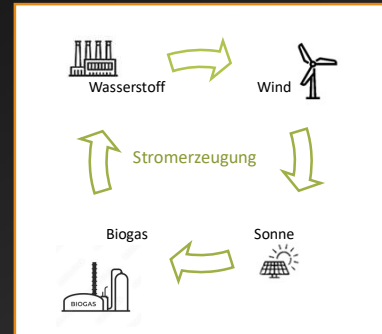 Wasserstoff
Wind
Stromerzeugung
Biogas
Sonne
BIOGAS